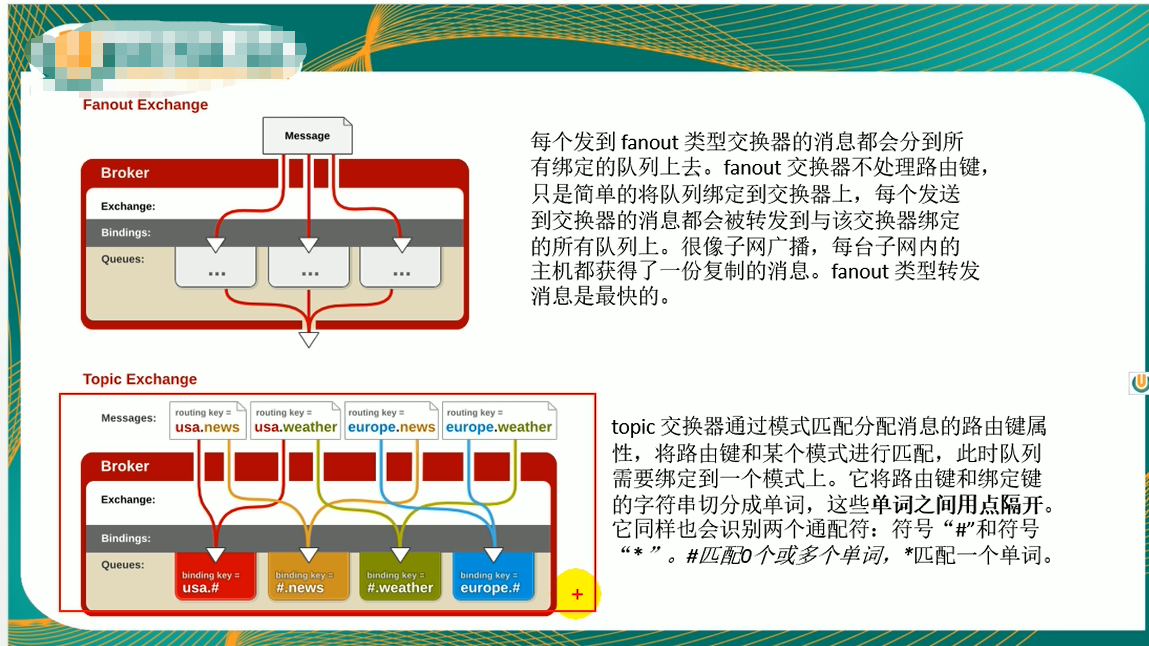 Fanout Exchange
Message
Broker
Exchange:
Bindings:
Queues:
... ... ...
每个发到 fanout 类型交换器的消息都会分到所
有绑定的队列上去。fanout 交换器不处理路由键，
只是简单的将队列绑定到交换器上，每个发送
到交换器的消息都会被转发到与该交换器绑定
的所有队列上。很像子网广播，每台子网内的
主机都获得了一份复制的消息。fanout 类型转发
消息是最快的。
Topic Exchange
Messages:
routing key =
usa.news
routing key =
usa.weather
routing key =
europe.news
routing key =
europe.weather
Broker
Exchange:
Bindings:
Queues:
binding key =
usa.#
binding key =
#.news
binding key =
#.weather
binding key =
europe.#
topic 交换器通过模式匹配分配消息的路由键属
性，将路由键和某个模式进行匹配，此时队列
需要绑定到一个模式上。它将路由键和绑定键
的字符串切分成单词，这些单词之间用点隔开。
它同样也会识别两个通配符：符号“#”和符号
“*”。#匹配0个或多个单词，*匹配一个单词。